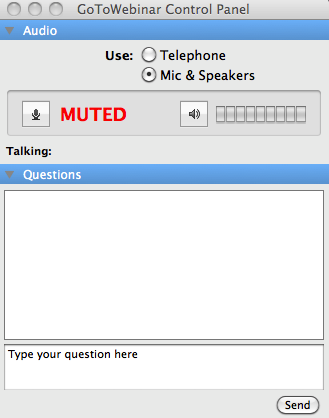 GoToWebinar Control Panel
Audio
Use: Telephone
Mic & Speakers
MUTED
Talking:
Questions
Type your question here
Send